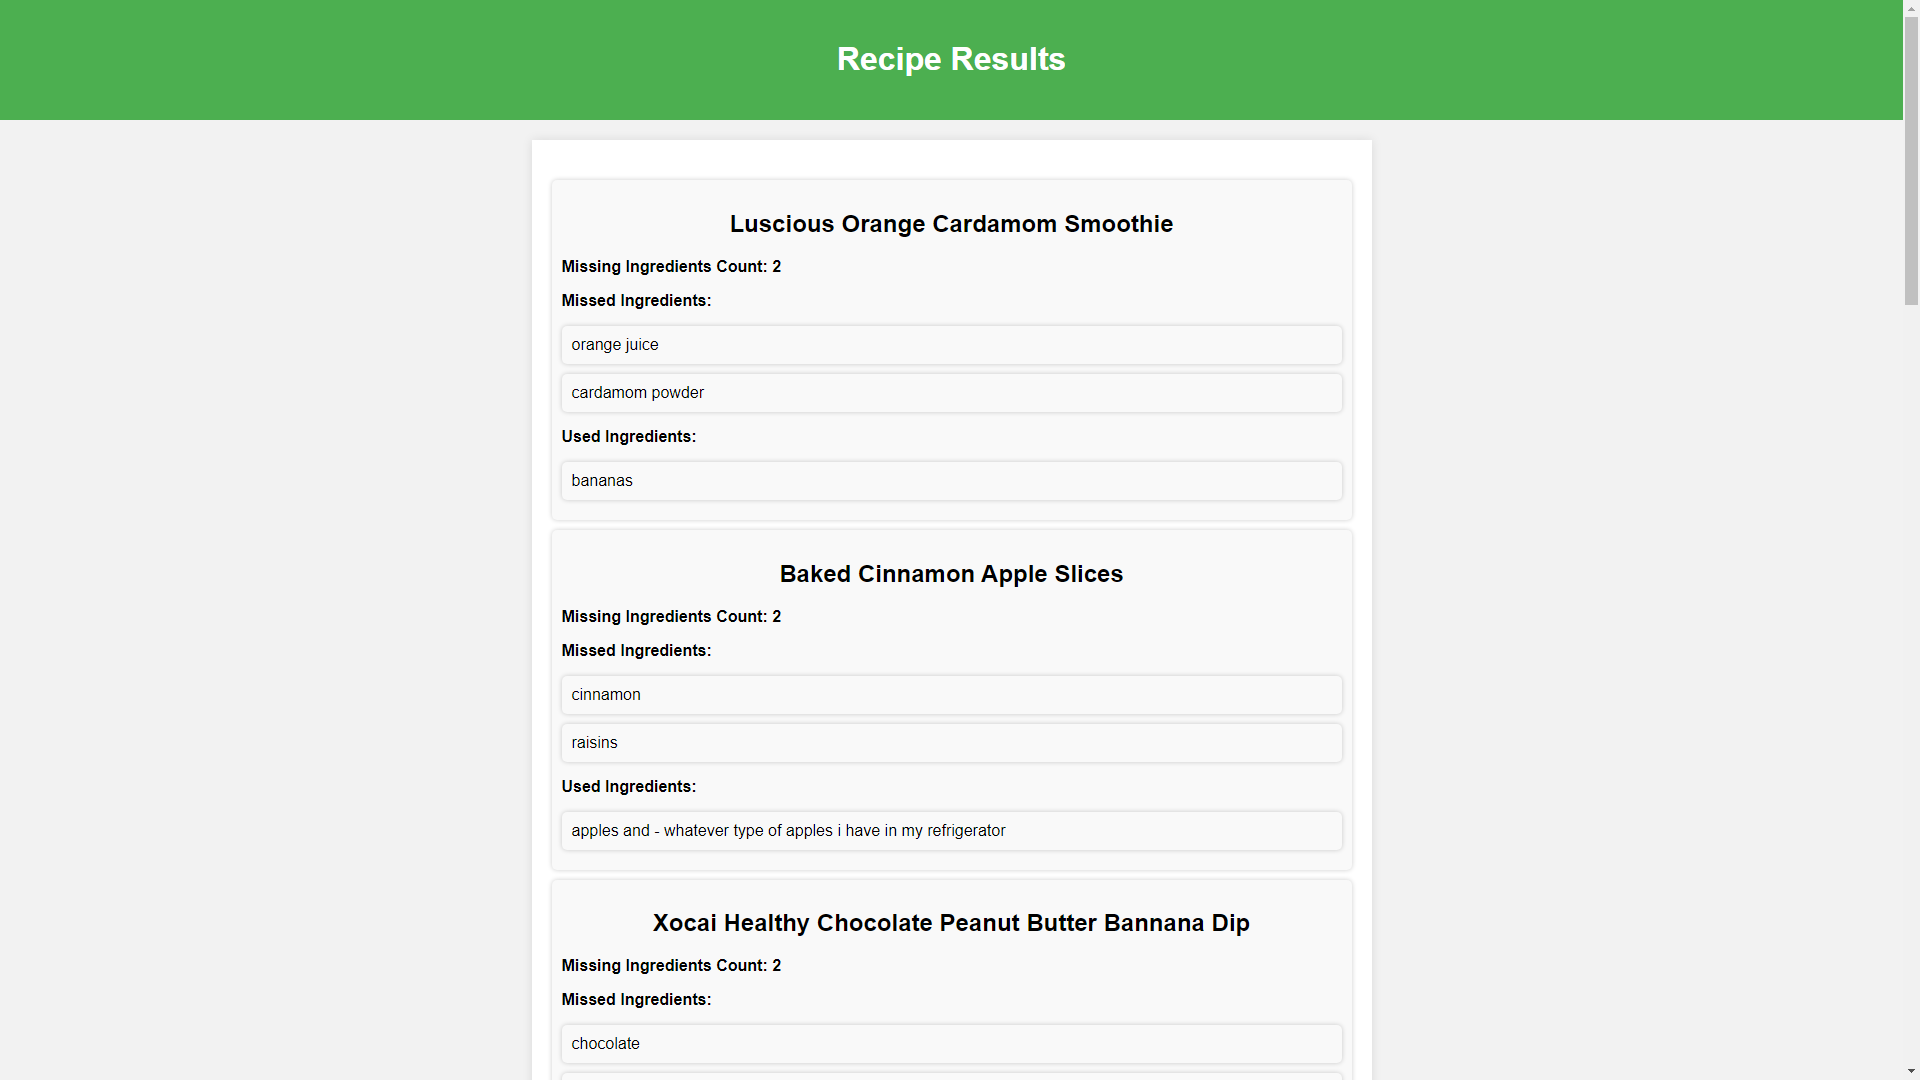 Recipe Results
Luscious Orange Cardamom Smoothie
Missing Ingredients Count: 2
Missed Ingredients:
orange juice
cardamom powder
Used Ingredients:
bananas
Baked Cinnamon Apple Slices
Missing Ingredients Count: 2
Missed Ingredients:
cinnamon
raisins
Used Ingredients:
apples and - whatever type of apples i have in my refrigerator
Xocai Healthy Chocolate Peanut Butter Bannana Dip
Missing Ingredients Count: 2
Missed Ingredients:
chocolate